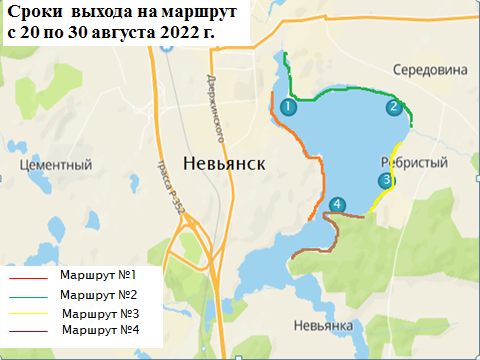 Сроки выхода на маршрут
с 20 по 30 августа 2022 г.
Середовина
Дзержинского
1
2
Цементный
Невьянск
Ребристый
3
трасса Р-352
4
Невьянка
Маршрут №1
Маршрут №2
Маршрут №3
Маршрут №4